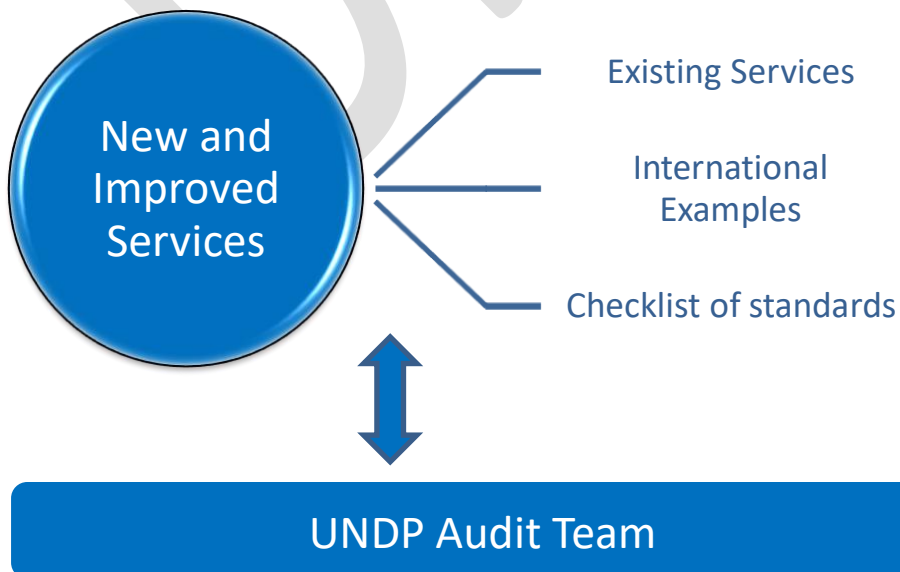 New and
Improved
Services
Existing Services
International
Examples
Checklist of standards
UNDP Audit Team